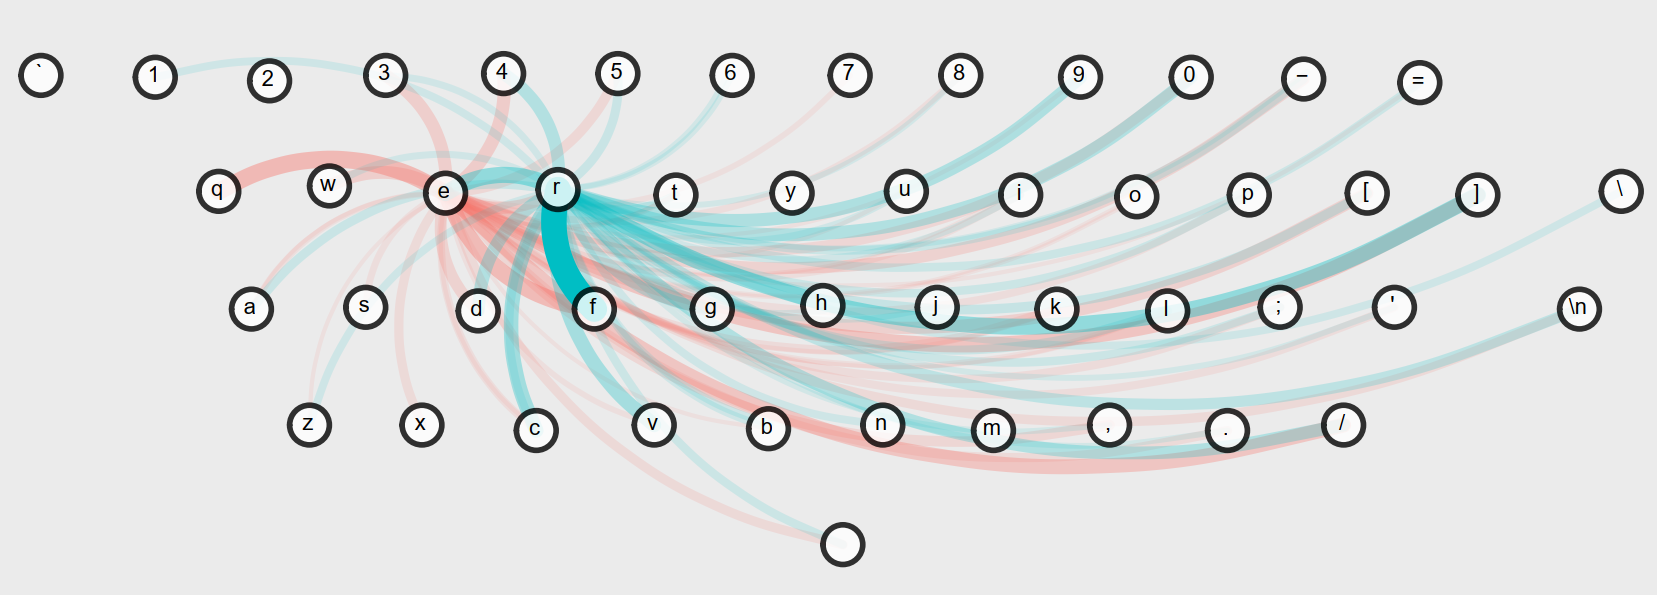 ` 1 2 3 4 5 6 7 8 9 0 − =
q w e r t y u i o p [ ] \
a s d f g h j k l ; ' \n
z x c v b n m , . /